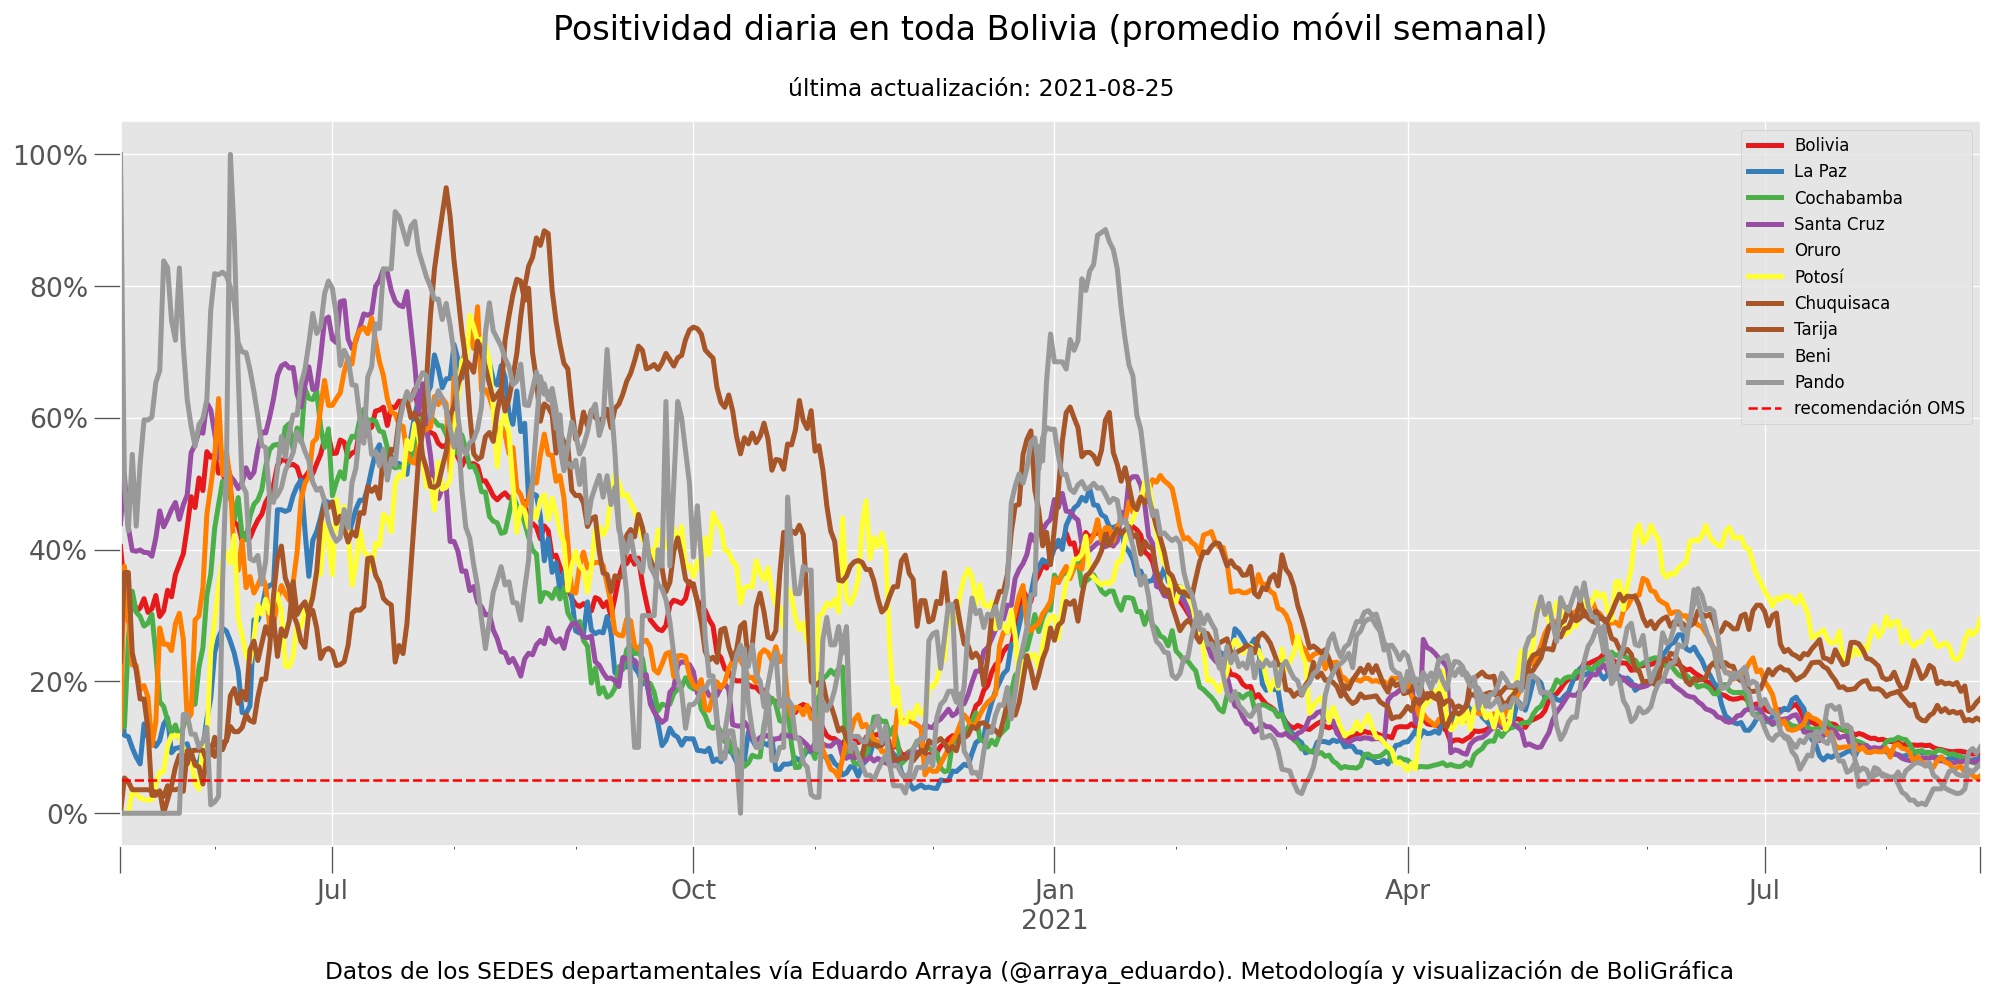 Positividad diaria en toda Bolivia (promedio móvil semanal)
última actualización: 2021-08-25
100%
80%
60%
40%
20%
0%
Bolivia
La Paz
Cochabamba
Santa Cruz
Oruro
Potosí
Chuquisaca
Tarija
Beni
Pando
recomendación OMS
Jul
Oct
Jan
2021
Apr
Jul
Datos de los SEDES departamentales vía Eduardo Arraya (@arraya_eduardo). Metodología y visualización de BoliGráfica